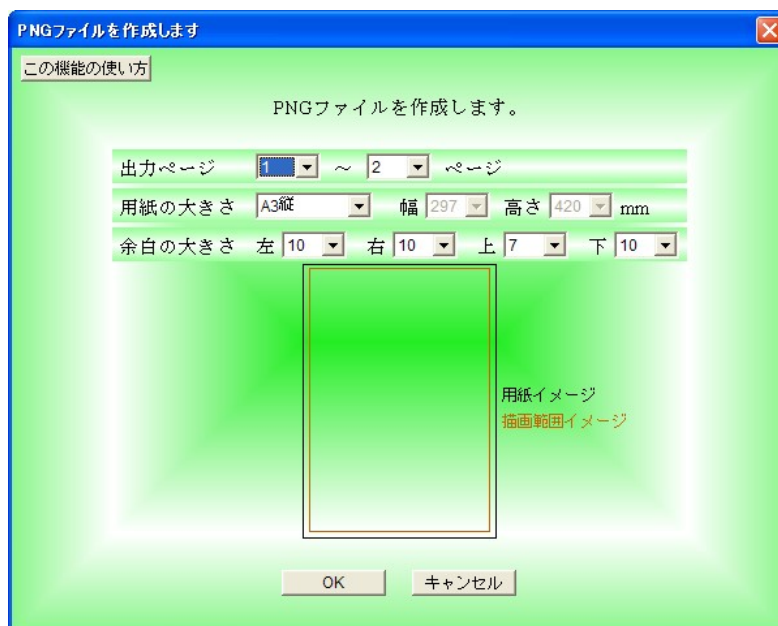 PNGファイルを作成します
この機能の使い方
PNGファイルを作成します。
出力ページ 1 ～ 2 ページ
用紙の大きさ A3縦 幅 297 高さ 420 mm
余白の大きさ 左 10 右 10 上 7 下 10
用紙イメージ
描画範囲イメージ
OK キャンセル